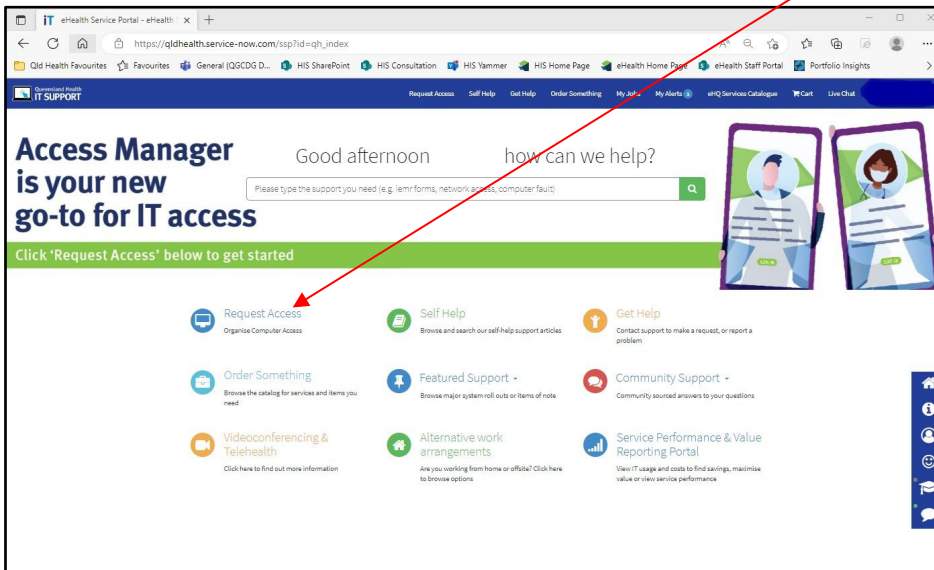 eHealth Service Portal - eHealth
https://qldhealth.service-now.com/ssp?id=qh_index
Qld Health Favourites Favourites General (QGCDG D... HIS SharePoint HIS Consultation HIS Yammer HIS Home Page eHealth Home Page eHealth Staff Portal Portfolio Insights
Queensland Health
IT SUPPORT
Request Access Self Help Get Help Order Something My Jobs My Alerts eHQ Services Catalogue Cart Live Chat
Access Manager
is your new
go-to for IT access
Good afternoon how can we help?
Please type the support you need (e.g. iemr forms, network access, computer fault)
Click 'Request Access' below to get started
Request Access
Organise Computer Access
Self Help
Browse and search our self-help support articles
Get Help
Contact support to make a request, or report a
problem
Order Something
Browse the catalog for services and items you
need
Featured Support
Browse major system roll outs or items of note
Community Support
Community sourced answers to your questions
Videoconferencing &
Telehealth
Click here to find out more information
Alternative work
arrangements
Are you working from home or offsite? Click here
to browse options
Service Performance & Value
Reporting Portal
View IT usage and costs to find savings, maximise
value or view service performance